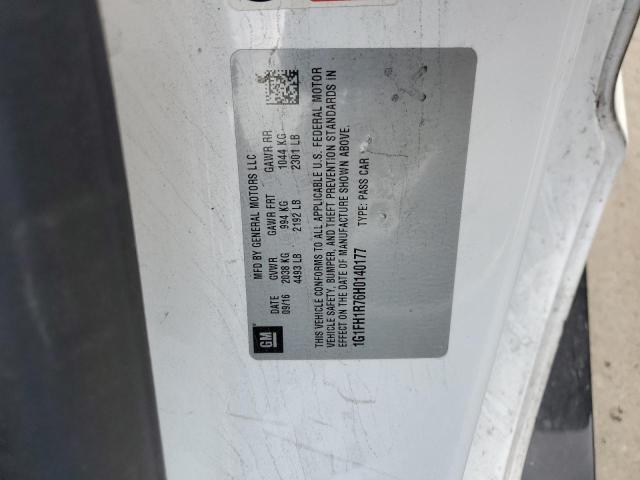 GM
MFD BY GENERAL MOTORS LLC
DATE GVWR GAWR FRT GAWR RR
09/16 2038 KG 994 KG 1044 KG
4493 LB 2192 LB 2301 LB
THIS VEHICLE CONFORMS TO ALL APPLICABLE U.S. FEDERAL MOTOR
VEHICLE SAFETY, BUMPER, AND THEFT PREVENTION STANDARDS IN
EFFECT ON THE DATE OF MANUFACTURE SHOWN ABOVE.
1G1FH1R76H0140177 TYPE: PASS CAR